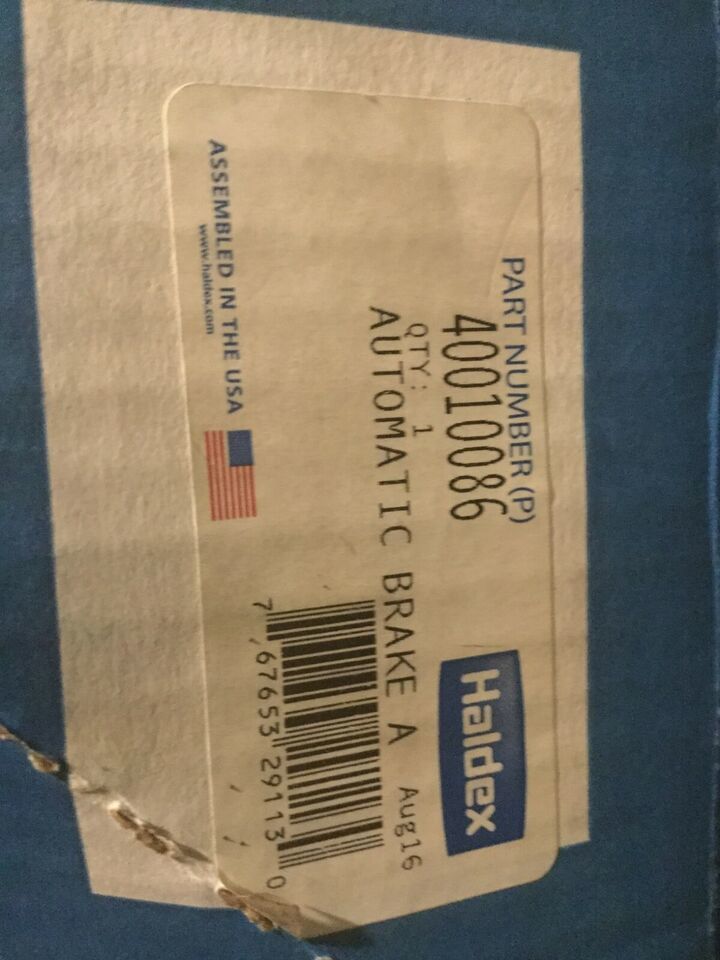 PART NUMBER (P)
40010086
Haldex
QTY: 1
AUTOMATIC BRAKE A
Aug16
ASSEMBLED IN THE USA
www.haldex.com
7 67653 29113 0